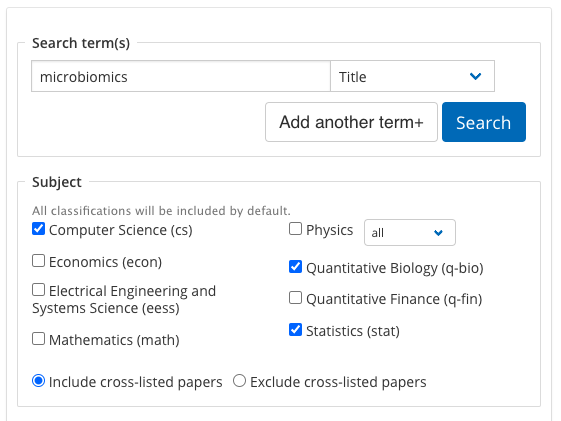 Search term(s)
microbiomics Title
Add another term+ Search
Subject
All classifications will be included by default.
Computer Science (cs) Physics all
Economics (econ) Quantitative Biology (q-bio)
Electrical Engineering and
Systems Science (eess) Quantitative Finance (q-fin)
Mathematics (math) Statistics (stat)
Include cross-listed papers Exclude cross-listed papers